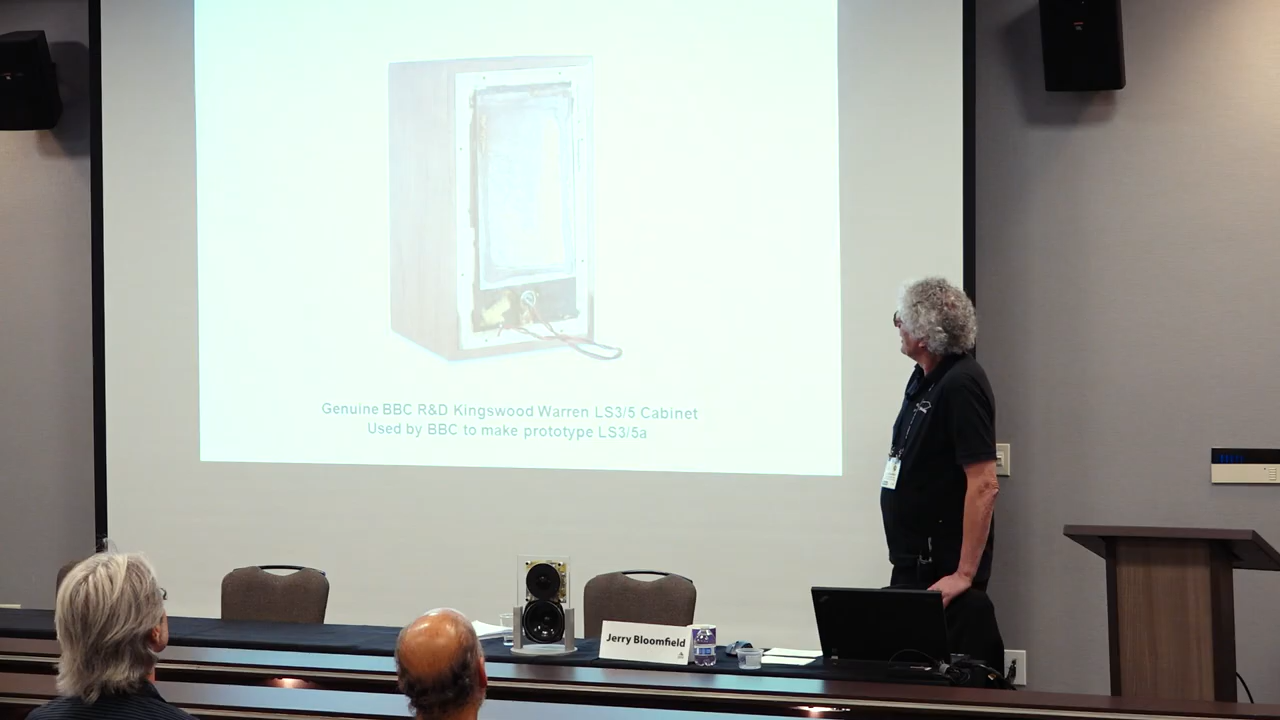 Genuine BBC R&D Kingswood Warren LS3/5 Cabinet
Used by BBC to make prototype LS3/5a
Jerry Bloomfield